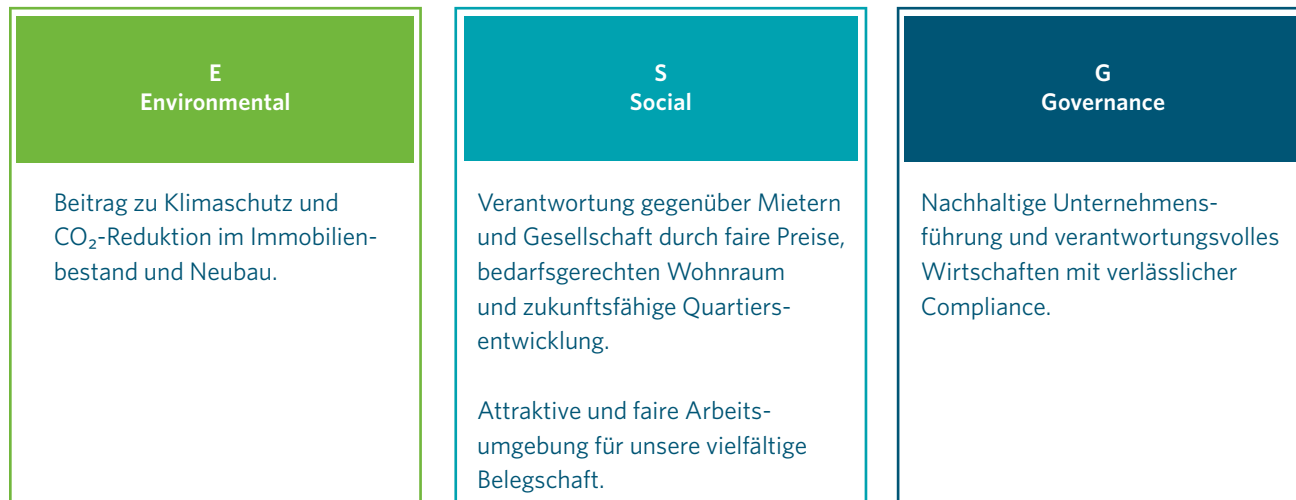 E
Environmental
Beitrag zu Klimaschutz und
CO₂-Reduktion im Immobilien-
bestand und Neubau.
S
Social
Verantwortung gegenüber Mietern
und Gesellschaft durch faire Preise,
bedarfsgerechten Wohnraum
und zukunftsfähige Quartiers-
entwicklung.
Attraktive und faire Arbeits-
umgebung für unsere vielfältige
Belegschaft.
G
Governance
Nachhaltige Unternehmens-
führung und verantwortungsvolles
Wirtschaften mit verlässlicher
Compliance.